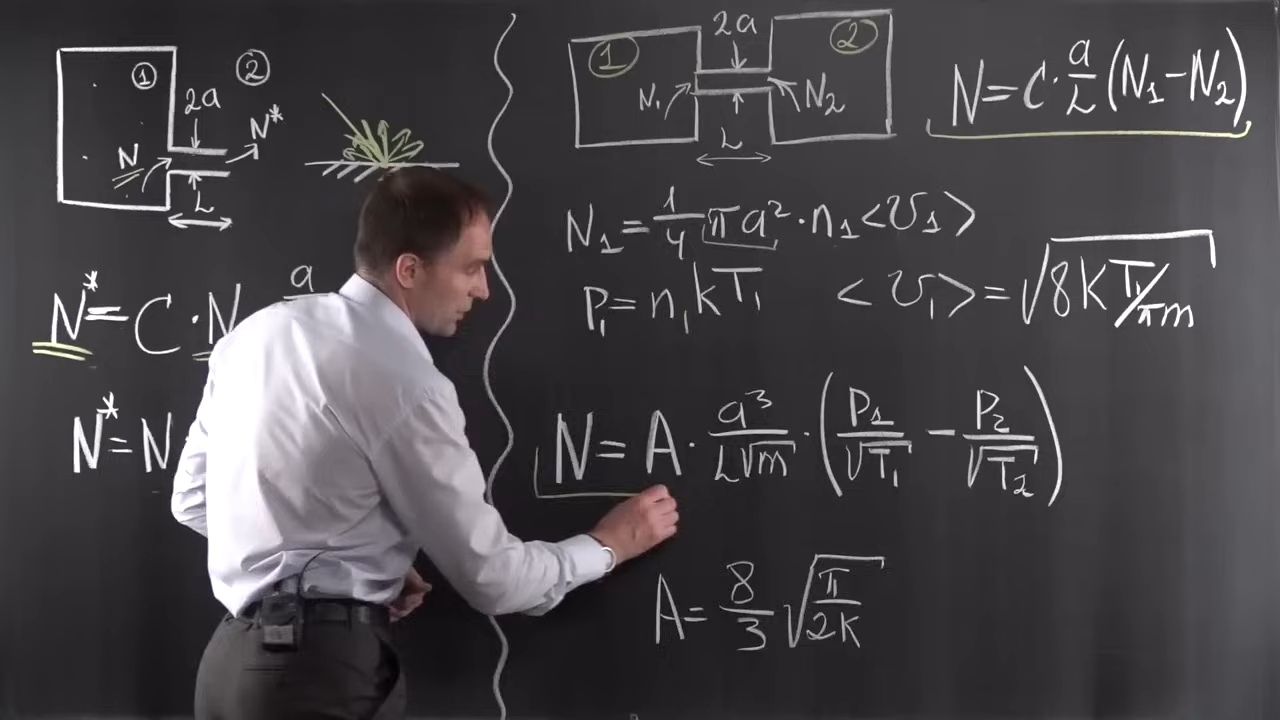 ① ②
2a
N*
N
L
N* = C · N a
N* = N
① 2a ②
N₁ N₂
L
N = C · a/L (N₁ − N₂)
N₁ = 1/4 πa² · n₁ <υ₁>
P₁ = n₁kT₁ <υ₁> = √(8kT₁/πm)
N = A · a³/(L√m) · (P₁/√T₁ − P₂/√T₂)
A = 8/3 √(π/2k)